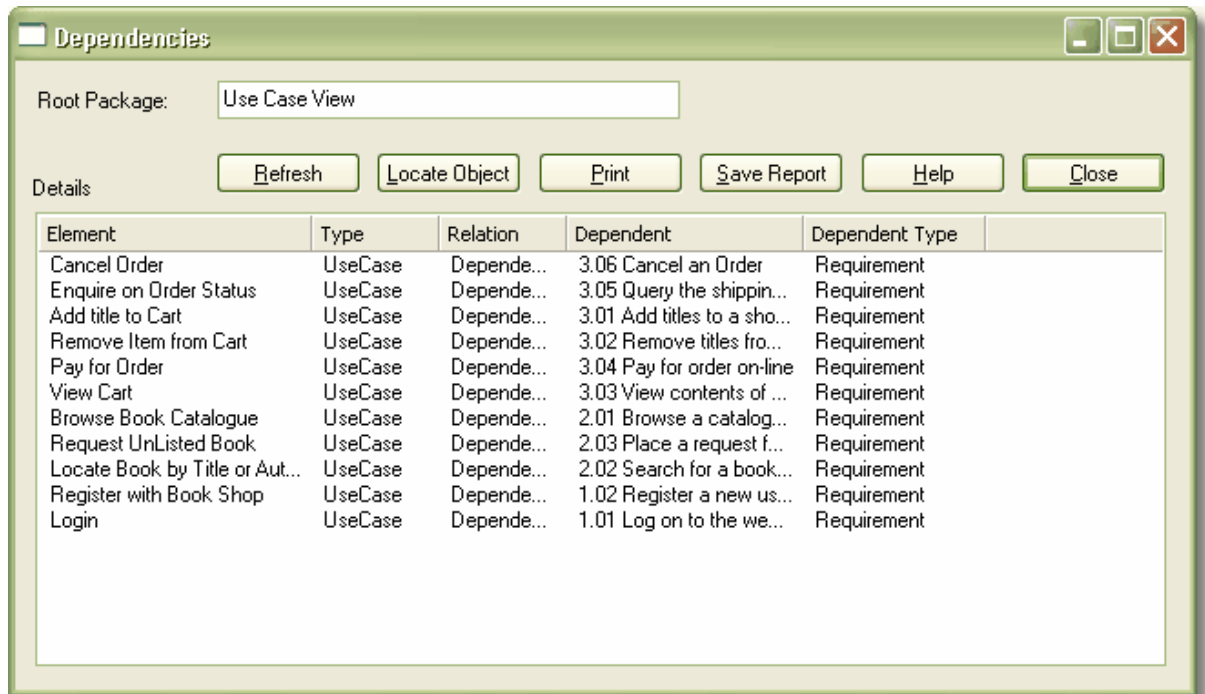 Dependencies
Root Package: Use Case View
Details Refresh Locate Object Print Save Report Help Close
Element Type Relation Dependent Dependent Type
Cancel Order UseCase Depende... 3.06 Cancel an Order Requirement
Enquire on Order Status UseCase Depende... 3.05 Query the shippin... Requirement
Add title to Cart UseCase Depende... 3.01 Add titles to a sho... Requirement
Remove Item from Cart UseCase Depende... 3.02 Remove titles fro... Requirement
Pay for Order UseCase Depende... 3.04 Pay for order on-line Requirement
View Cart UseCase Depende... 3.03 View contents of ... Requirement
Browse Book Catalogue UseCase Depende... 2.01 Browse a catalog... Requirement
Request UnListed Book UseCase Depende... 2.03 Place a request f... Requirement
Locate Book by Title or Aut... UseCase Depende... 2.02 Search for a book... Requirement
Register with Book Shop UseCase Depende... 1.02 Register a new us... Requirement
Login UseCase Depende... 1.01 Log on to the we... Requirement